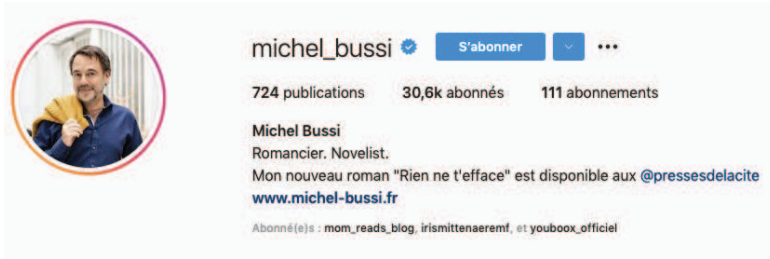 michel_bussi S'abonner
724 publications 30,6k abonnés 111 abonnements
Michel Bussi
Romancier. Novelist.
Mon nouveau roman "Rien ne t'efface" est disponible aux @pressesdelacite
www.michel-bussi.fr
Abonné(e)s : mom_reads_blog, irismittenaeremf, et youboox_officiel